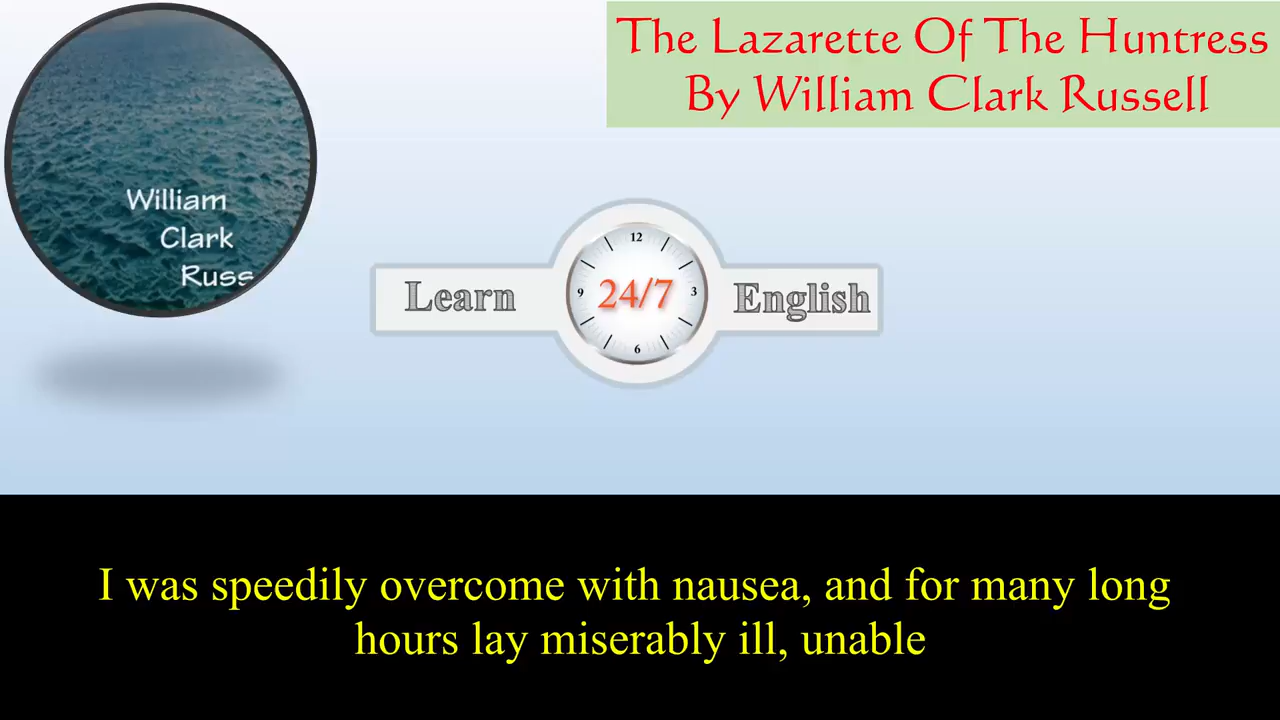 The Lazarette Of The Huntress
By William Clark Russell
William
Clark
Russ
Learn
24/7
English
12
3
6
9
I was speedily overcome with nausea, and for many long
hours lay miserably ill, unable